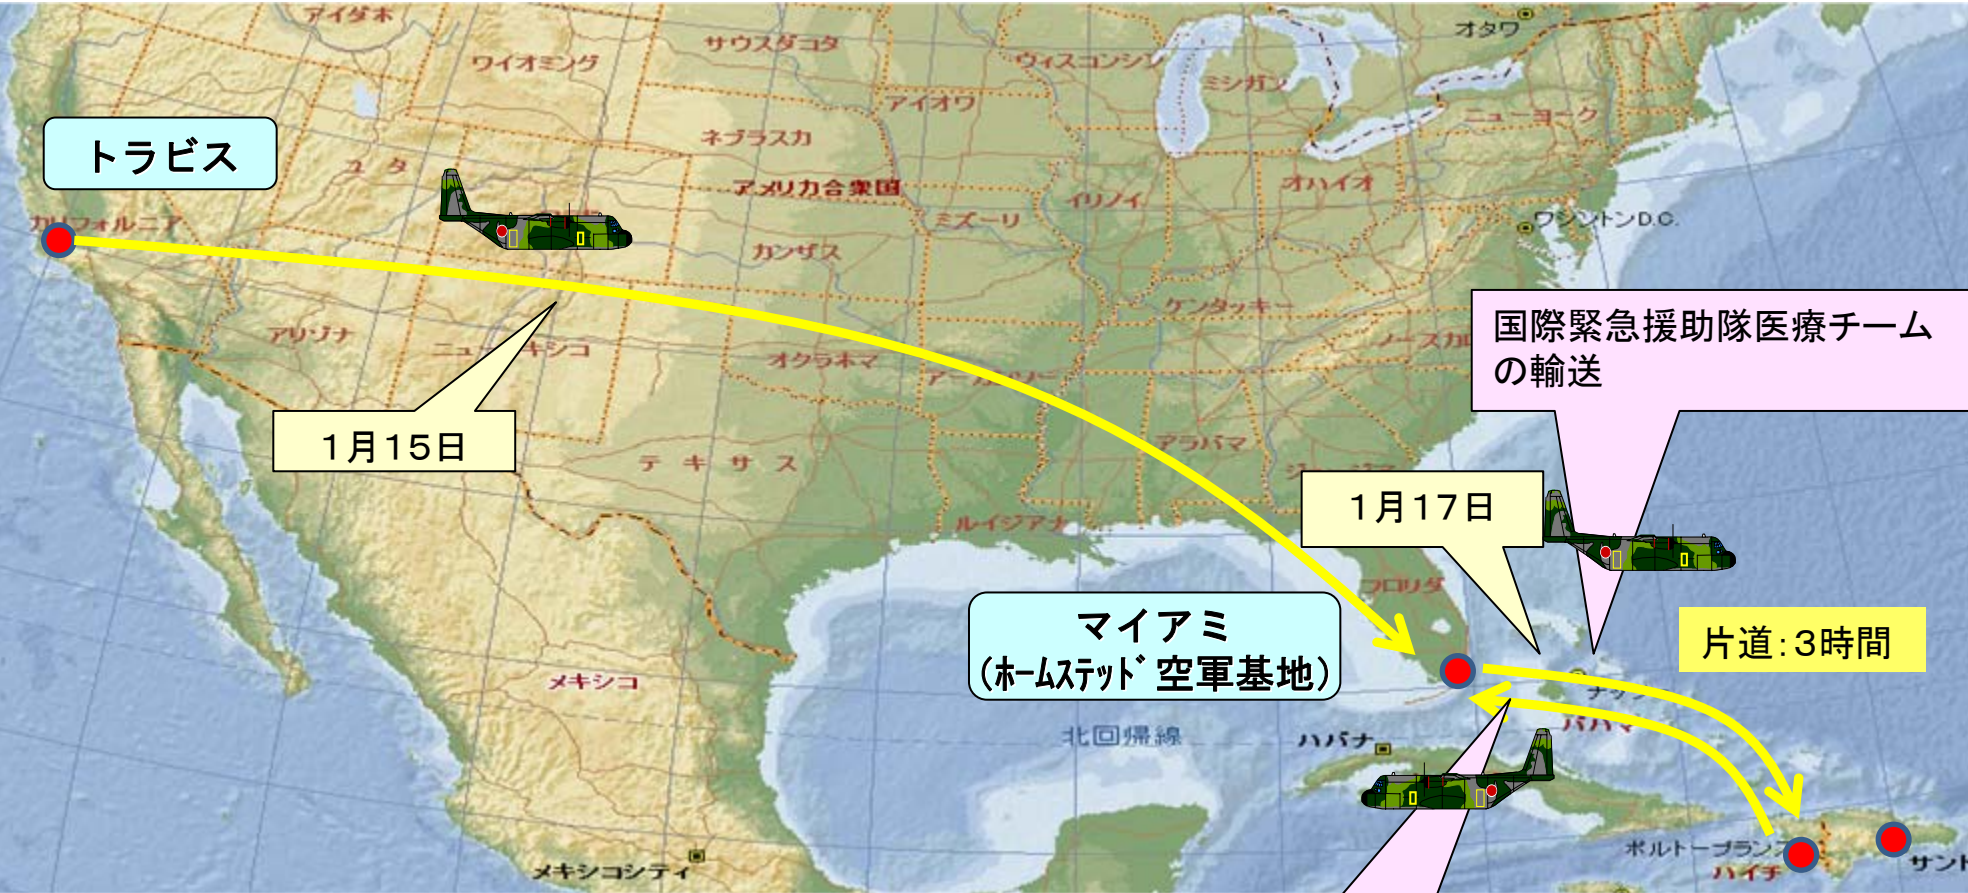 アイダホ
ワイオミング
サウスダコタ
ウィスコンシン
ミシガン
オタワ
アイオワ
ネブラスカ
ニューヨーク
トラビス
ユタ
アメリカ合衆国
イリノイ
オハイオ
カリフォルニア
ミズーリ
ワシントンD.C.
カンザス
ケンタッキー
国際緊急援助隊医療チーム
の輸送
アリゾナ
オクラホマ
1月15日
テキサス
アラバマ
1月17日
ルイジアナ
フロリダ
マイアミ
(ﾎｰﾑｽﾃｯﾄﾞ空軍基地)
片道:3時間
メキシコ
北回帰線
ハバナ
バハマ
メキシコシティ
ハイチ